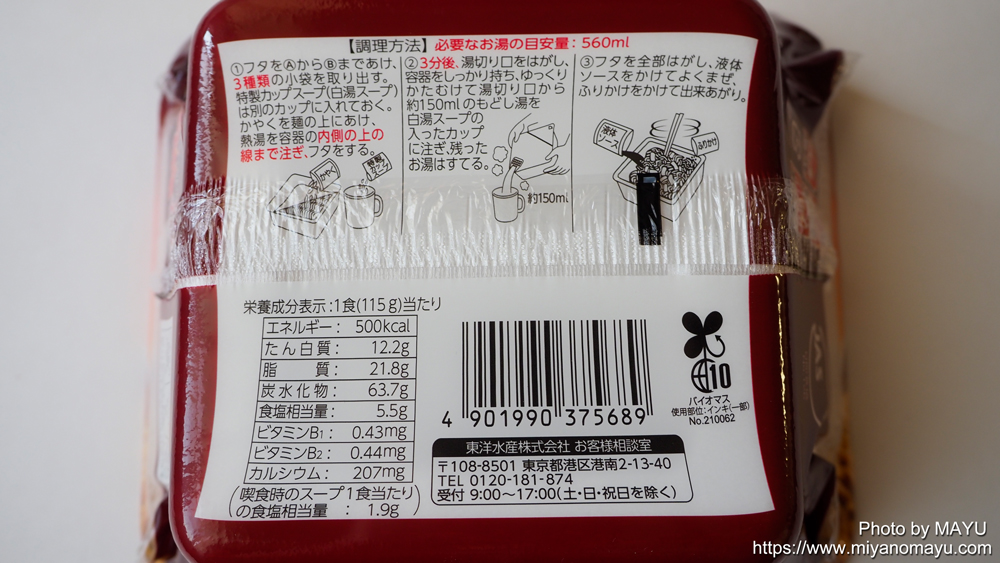 【調理方法】必要なお湯の目安量：560ml
①フタをⒶからⒷまであけ、
3種類の小袋を取り出す。
特製カップスープ(白湯スープ)
は別のカップに入れておく。
かやくを麺の上にあけ、
熱湯を容器の内側の上の
線まで注ぎ、フタをする。
かやく
②3分後、湯切り口をはがし、
容器をしっかり持ち、ゆっくり
かたむけて湯切り口から
約150mlのもどし湯を
白湯スープの
入ったカップ
に注ぎ、残った
お湯はすてる。
約150ml
③フタを全部はがし、液体
ソースをかけてよくまぜ、
ふりかけをかけて出来あがり。
液体
ソース
ふりかけ
栄養成分表示：1食(115g)当たり
エネルギー： 500kcal
たん白質： 12.2g
脂 質： 21.8g
炭水化物： 63.7g
食塩相当量： 5.5g
ビタミンB1： 0.43mg
ビタミンB2： 0.44mg
カルシウム： 207mg
(喫食時のスープ1食当たり
の食塩相当量 ： 1.9g)
4 901990 375689
10
バイオマス
使用部位：インキ(一部)
No.210062
東洋水産株式会社 お客様相談室
〒108-8501 東京都港区港南2-13-40
TEL 0120-181-874
受付 9:00～17:00(土・日・祝日を除く)
Photo by MAYU
https://www.miyanomayu.com/